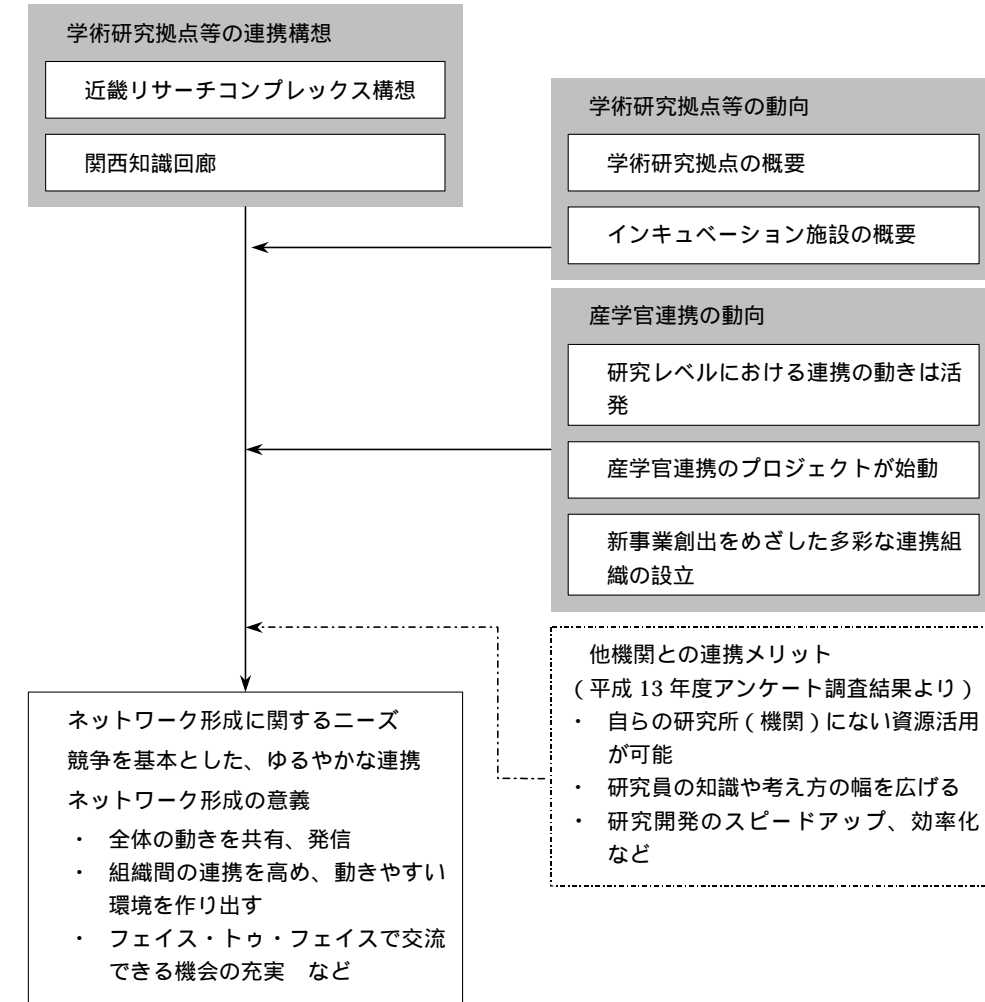 学術研究拠点等の連携構想
近畿リサーチコンプレックス構想
関西知識回廊
学術研究拠点等の動向
学術研究拠点の概要
インキュベーション施設の概要
産学官連携の動向
研究レベルにおける連携の動きは活
発
産学官連携のプロジェクトが始動
新事業創出をめざした多彩な連携組
織の設立
他機関との連携メリット
(平成 13 年度アンケート調査結果より)
・ 自らの研究所(機関)にない資源活用
が可能
・ 研究員の知識や考え方の幅を広げる
・ 研究開発のスピードアップ、効率化
など
ネットワーク形成に関するニーズ
競争を基本とした、ゆるやかな連携
ネットワーク形成の意義
・ 全体の動きを共有、発信
・ 組織間の連携を高め、動きやすい
環境を作り出す
・ フェイス・トゥ・フェイスで交流
できる機会の充実　など